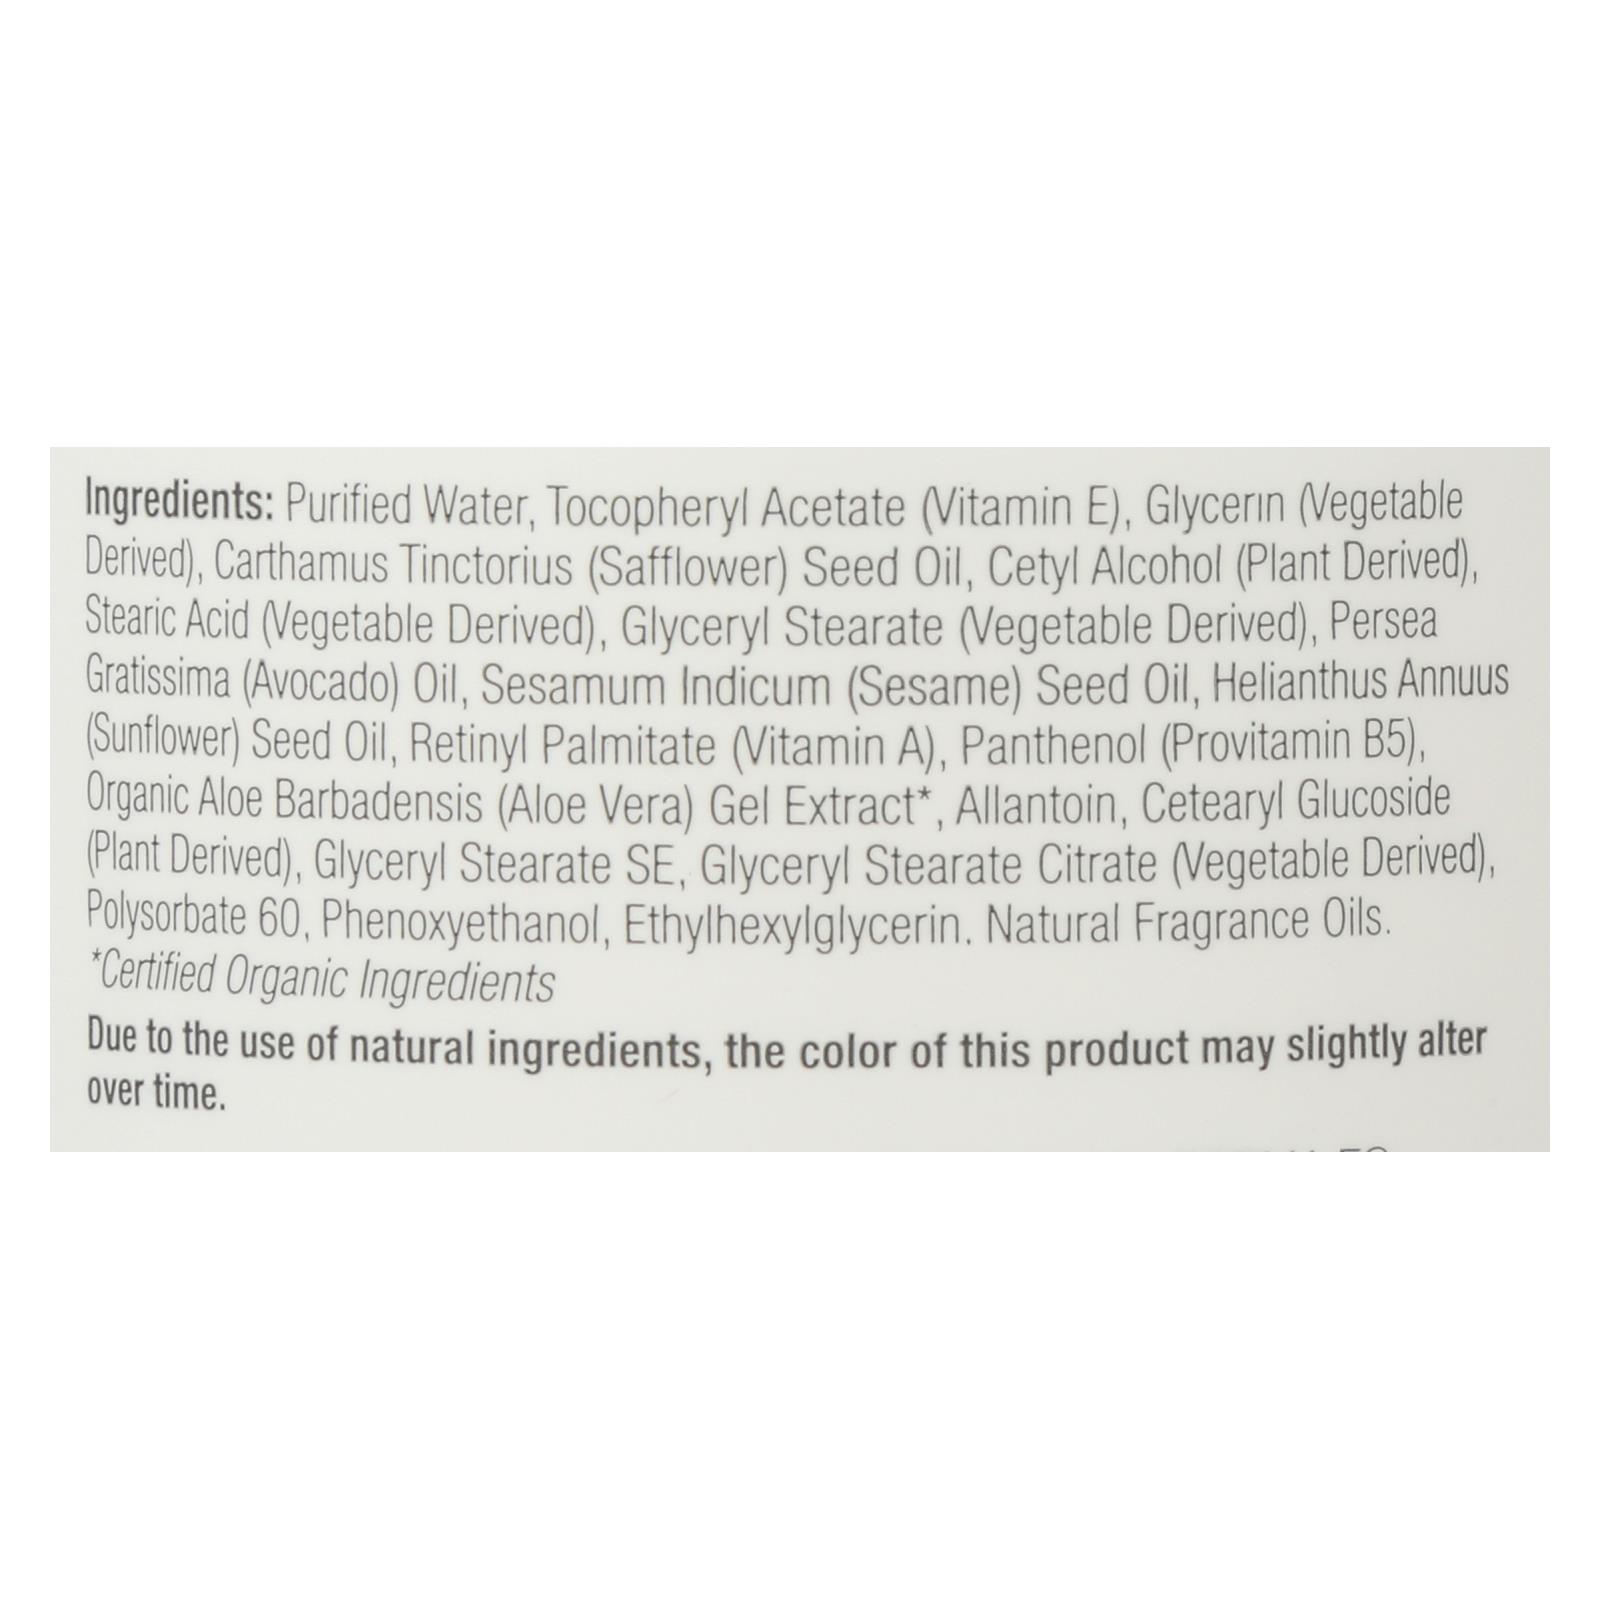 Ingredients: Purified Water, Tocopheryl Acetate (Vitamin E), Glycerin (Vegetable
Derived), Carthamus Tinctorius (Safflower) Seed Oil, Cetyl Alcohol (Plant Derived),
Stearic Acid (Vegetable Derived), Glyceryl Stearate (Vegetable Derived), Persea
Gratissima (Avocado) Oil, Sesamum Indicum (Sesame) Seed Oil, Helianthus Annuus
(Sunflower) Seed Oil, Retinyl Palmitate (Vitamin A), Panthenol (Provitamin B5),
Organic Aloe Barbadensis (Aloe Vera) Gel Extract*, Allantoin, Cetearyl Glucoside
(Plant Derived), Glyceryl Stearate SE, Glyceryl Stearate Citrate (Vegetable Derived),
Polysorbate 60, Phenoxyethanol, Ethylhexylglycerin. Natural Fragrance Oils.
*Certified Organic Ingredients
Due to the use of natural ingredients, the color of this product may slightly alter
over time.